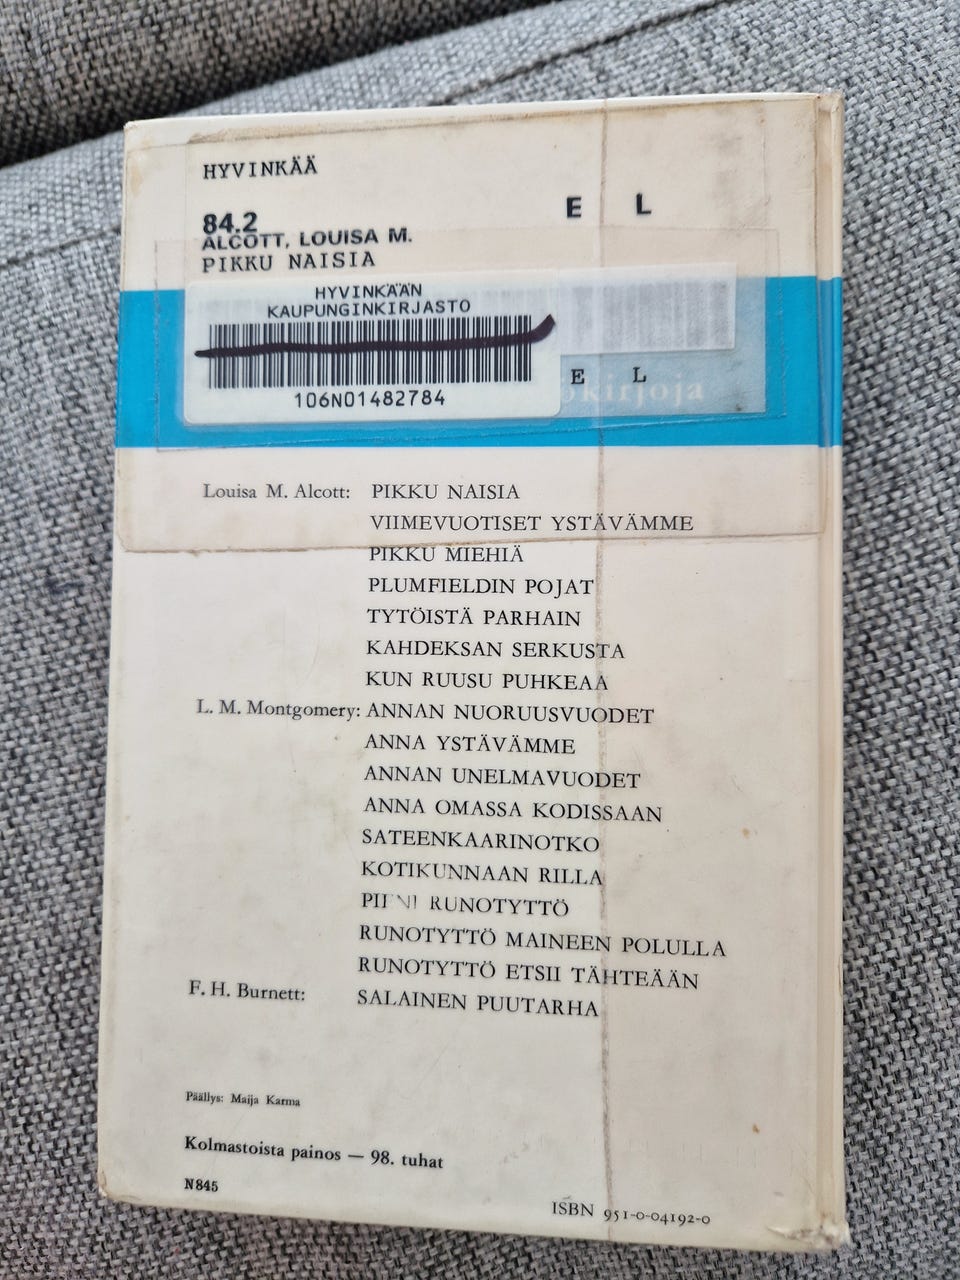 HYVINKÄÄ
E L
84.2
ALCOTT, LOUISA M.
PIKKU NAISIA
HYVINKÄÄN
KAUPUNGINKIRJASTO
106N01482784
E L
okirjoja
Louisa M. Alcott: PIKKU NAISIA
VIIMEVUOTISET YSTÄVÄMME
PIKKU MIEHIÄ
PLUMFIELDIN POJAT
TYTÖISTÄ PARHAIN
KAHDEKSAN SERKUSTA
KUN RUUSU PUHKEAA
L. M. Montgomery: ANNAN NUORUUSVUODET
ANNA YSTÄVÄMME
ANNAN UNELMAVUODET
ANNA OMASSA KODISSAAN
SATEENKAARINOTKO
KOTIKUNNAAN RILLA
PIENI RUNOTYTTÖ
RUNOTYTTÖ MAINEEN POLULLA
RUNOTYTTÖ ETSII TÄHTEÄÄN
F. H. Burnett: SALAINEN PUUTARHA
Päällys: Maija Karma
Kolmastoista painos — 98. tuhat
N845
ISBN 951-0-04192-0